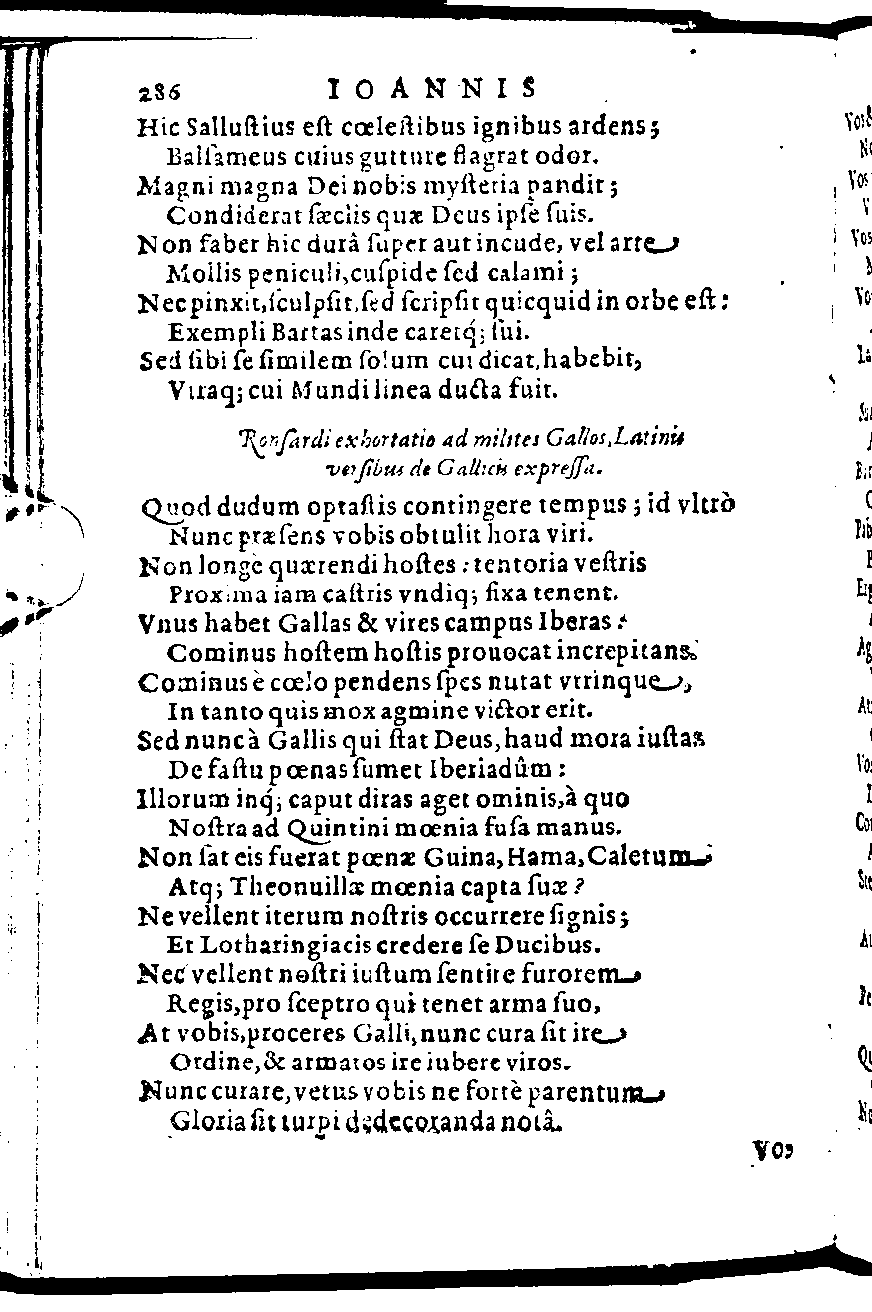 286 IOANNIS
Hic Salluſtius eſt cœleſtibus ignibus ardens;
Balſameus cuius gutture flagrat odor.
Magni magna Dei nobis myſteria pandit;
Condiderat ſæclis quæ Deus ipſe ſuis.
Non faber hic durâ ſuper aut incude, vel arte
Mollis peniculi, cuſpide ſed calami;
Nec pinxit, ſculpſit, ſed ſcripſit quicquid in orbe eſt:
Exempli Bartas inde caretq́; ſui.
Sed ſibi ſe ſimilem ſolum cui dicat, habebit,
Vtraq; cui Mundi linea ducta fuit.
Ronſardi exhortatio ad milites Gallos, Latinis
verſibus de Gallicis expreſſa.
Quod dudum optaſtis contingere tempus; id vltrò
Nunc præſens vobis obtulit hora viri.
Non longè quærendi hoſtes: tentoria veſtris
Proxima iam caſtris vndiq; fixa tenent.
Vnus habet Gallas & vires campus Iberas:
Cominus hoſtem hoſtis prouocat increpitans.
Cominus è cœlo pendens ſpes nutat vtrinque,
In tanto quis mox agmine victor erit.
Sed nunc à Gallis qui ſtat Deus, haud mora iuſtas
De faſtu pœnas ſumet Iberiadûm:
Illorum inq́; caput diras aget ominis, à quo
Noſtra ad Quintini mœnia fuſa manus.
Non ſat eis fuerat pœnæ Guina, Hama, Caletum;
Atq; Theonuillæ mœnia capta ſuæ?
Ne vellent iterum noſtris occurrere ſignis;
Et Lotharingiacis credere ſe Ducibus.
Nec vellent noſtri iuſtum ſentire furorem
Regis, pro ſceptro qui tenet arma ſuo,
At vobis, proceres Galli, nunc cura ſit ire
Ordine, & armatos ire iubere viros.
Nunc curare, vetus vobis ne fortè parentum
Gloria ſit turpi dedecoranda notâ.
Vos